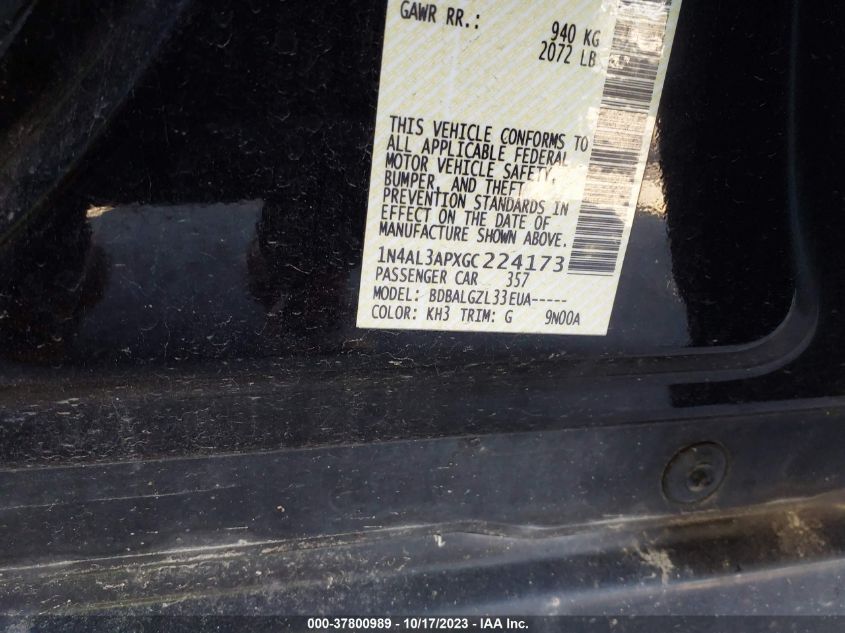 GAWR RR.: 940 KG
2072 LB
THIS VEHICLE CONFORMS TO
ALL APPLICABLE FEDERAL
MOTOR VEHICLE SAFETY,
BUMPER, AND THEFT
PREVENTION STANDARDS IN
EFFECT ON THE DATE OF
MANUFACTURE SHOWN ABOVE.
1N4AL3APXGC224173
PASSENGER CAR 357
MODEL: BDBALGZL33EUA-----
COLOR: KH3 TRIM: G 9N00A
000-37800989 - 10/17/2023 - IAA Inc.